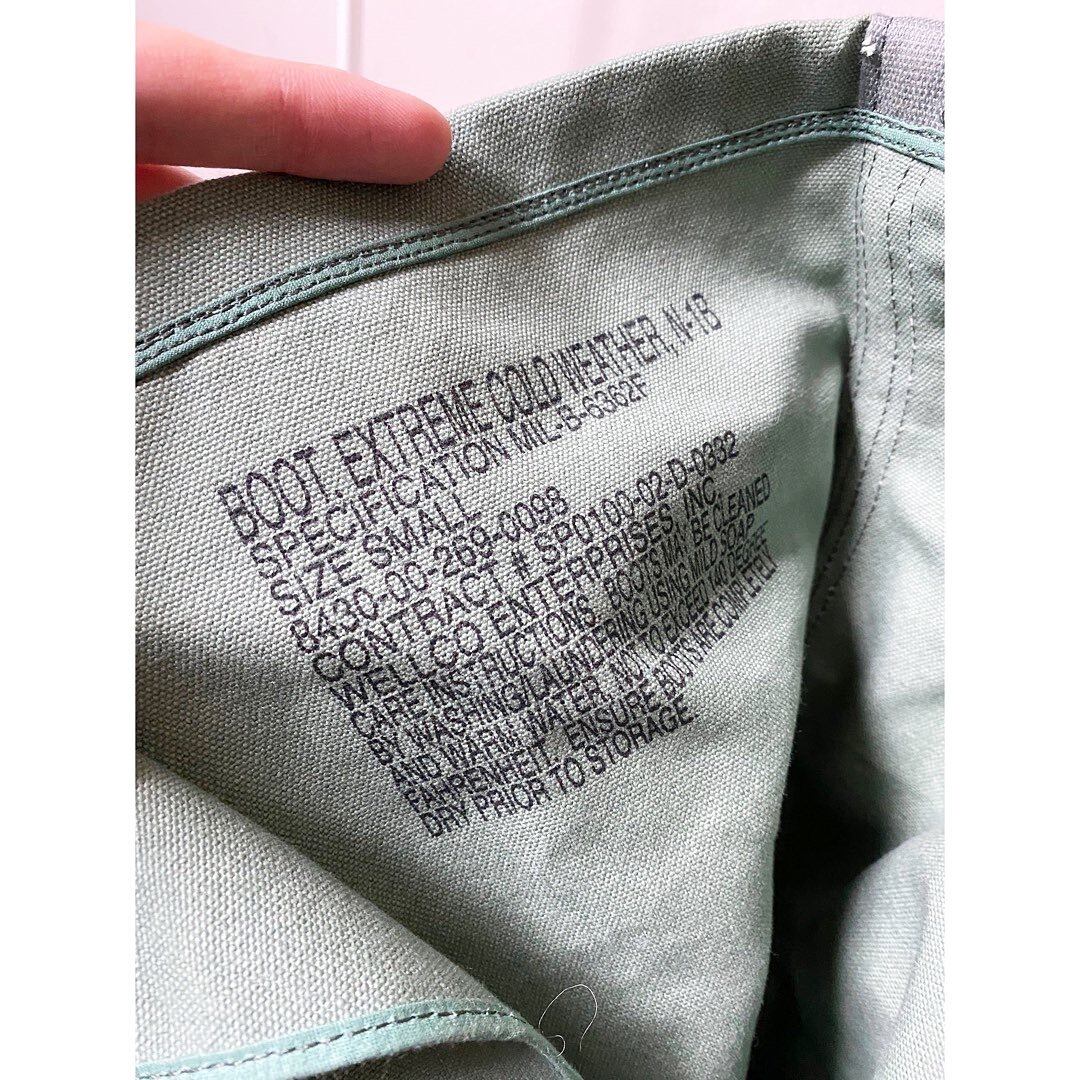 BOOT, EXTREME COLD WEATHER, N-1B
SPECIFICATION MIL-B-6362F
SIZE SMALL
8430-00-269-0098
CONTRACT # SP0100-02-D-0332
WELLCO ENTERPRISES, INC.
CARE INSTRUCTIONS. BOOTS MAY BE CLEANED
BY WASHING/LAUNDERING USING MILD SOAP
AND WARM WATER, NOT TO EXCEED 140 DEGREE
FAHRENHEIT. ENSURE BOOTS ARE COMPLETELY
DRY PRIOR TO STORAGE